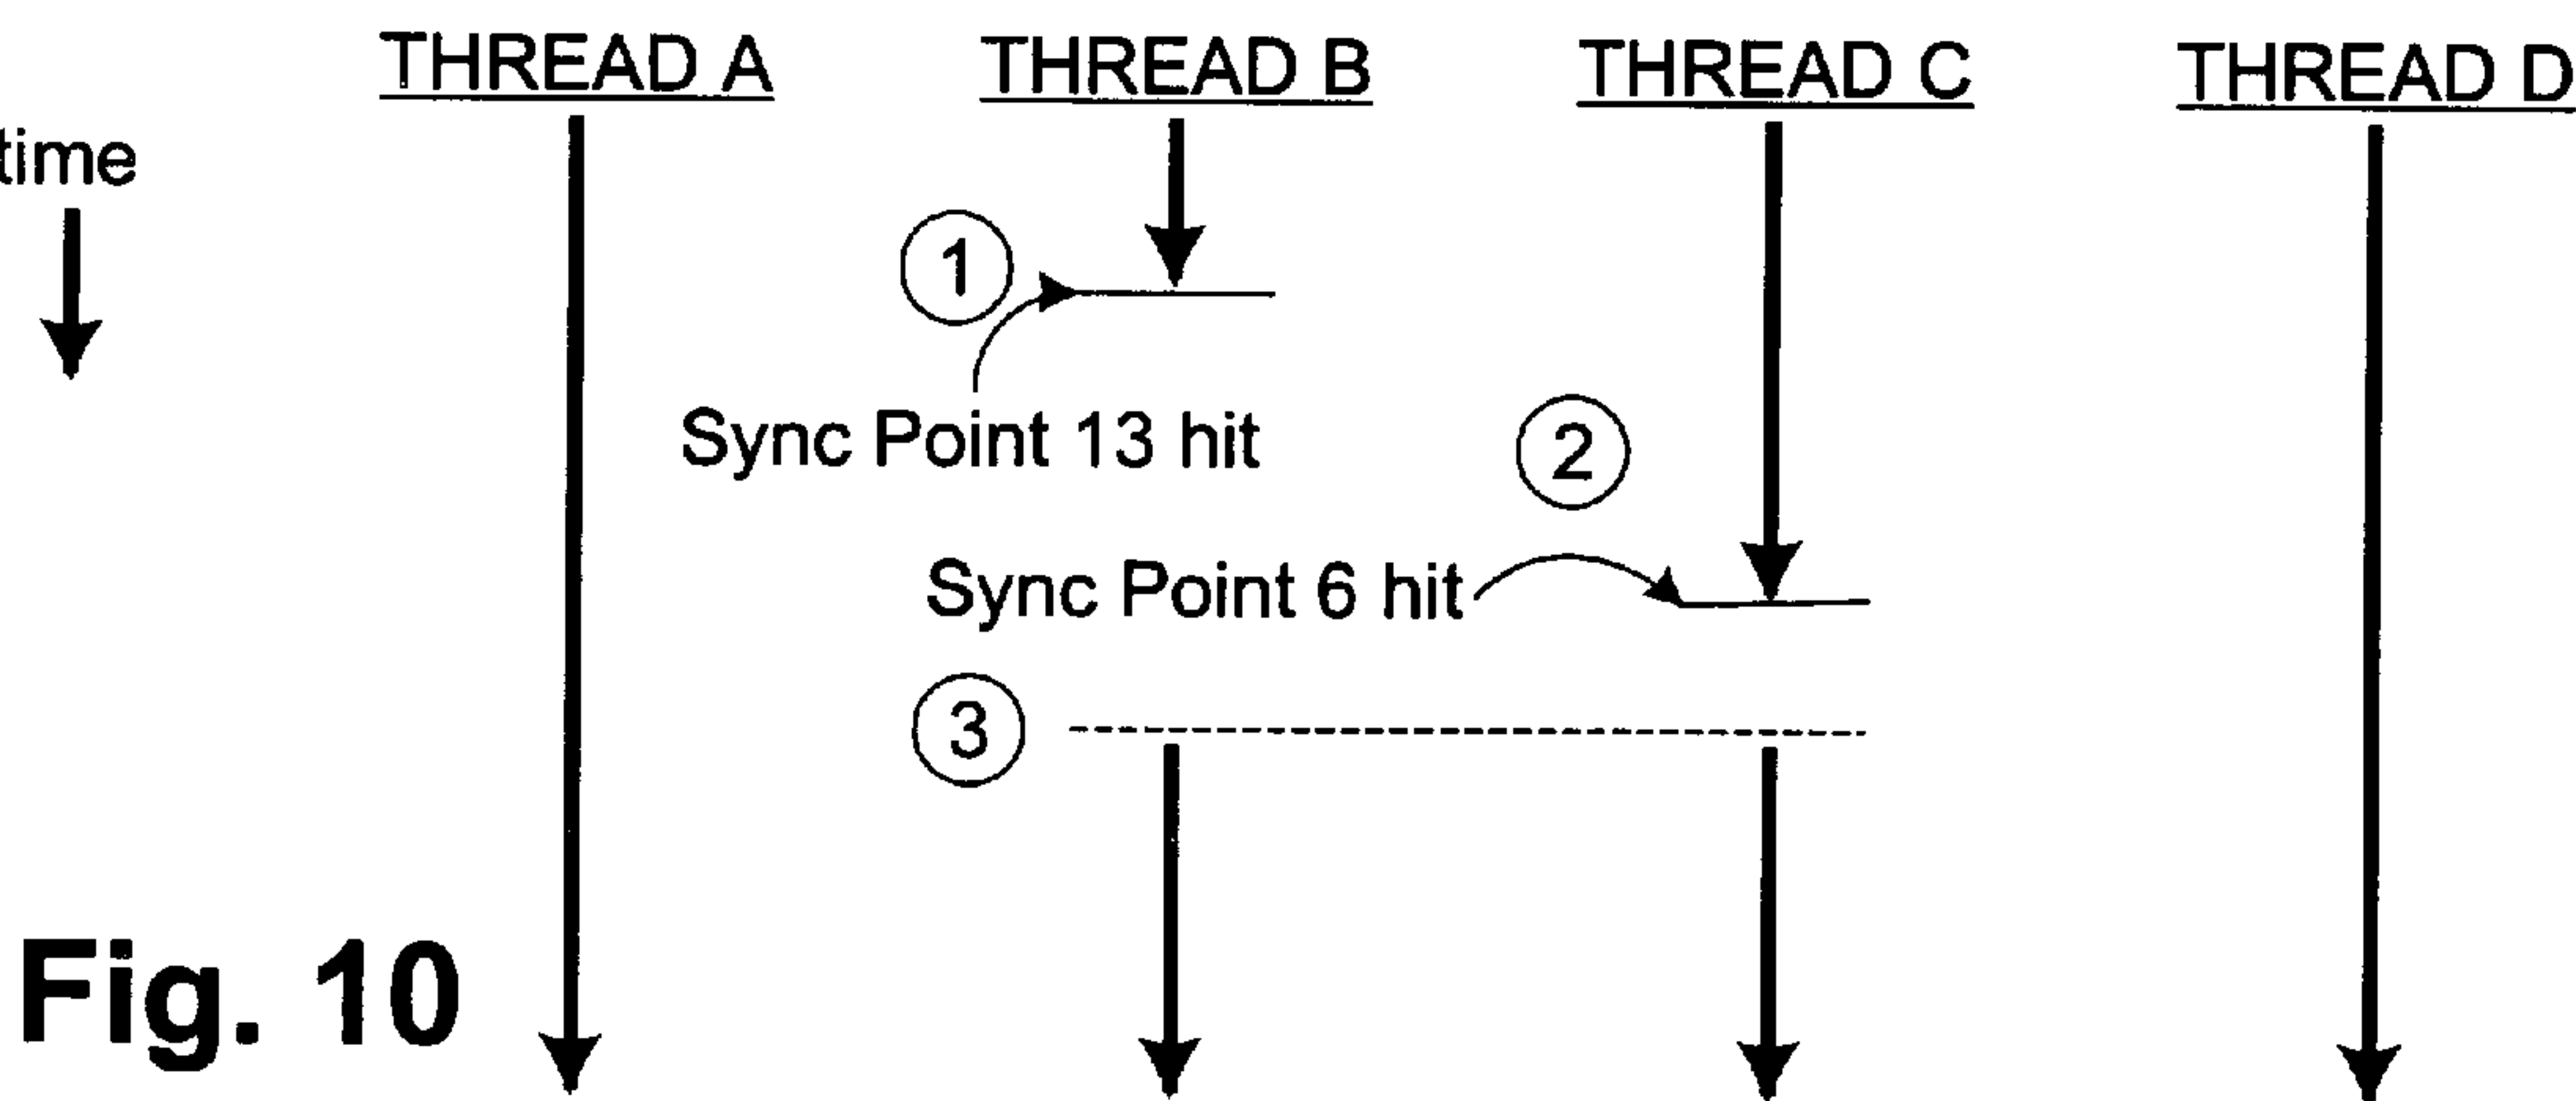 THREAD A THREAD B THREAD C THREAD D
time
1
Sync Point 13 hit
2
Sync Point 6 hit
3
Fig. 10